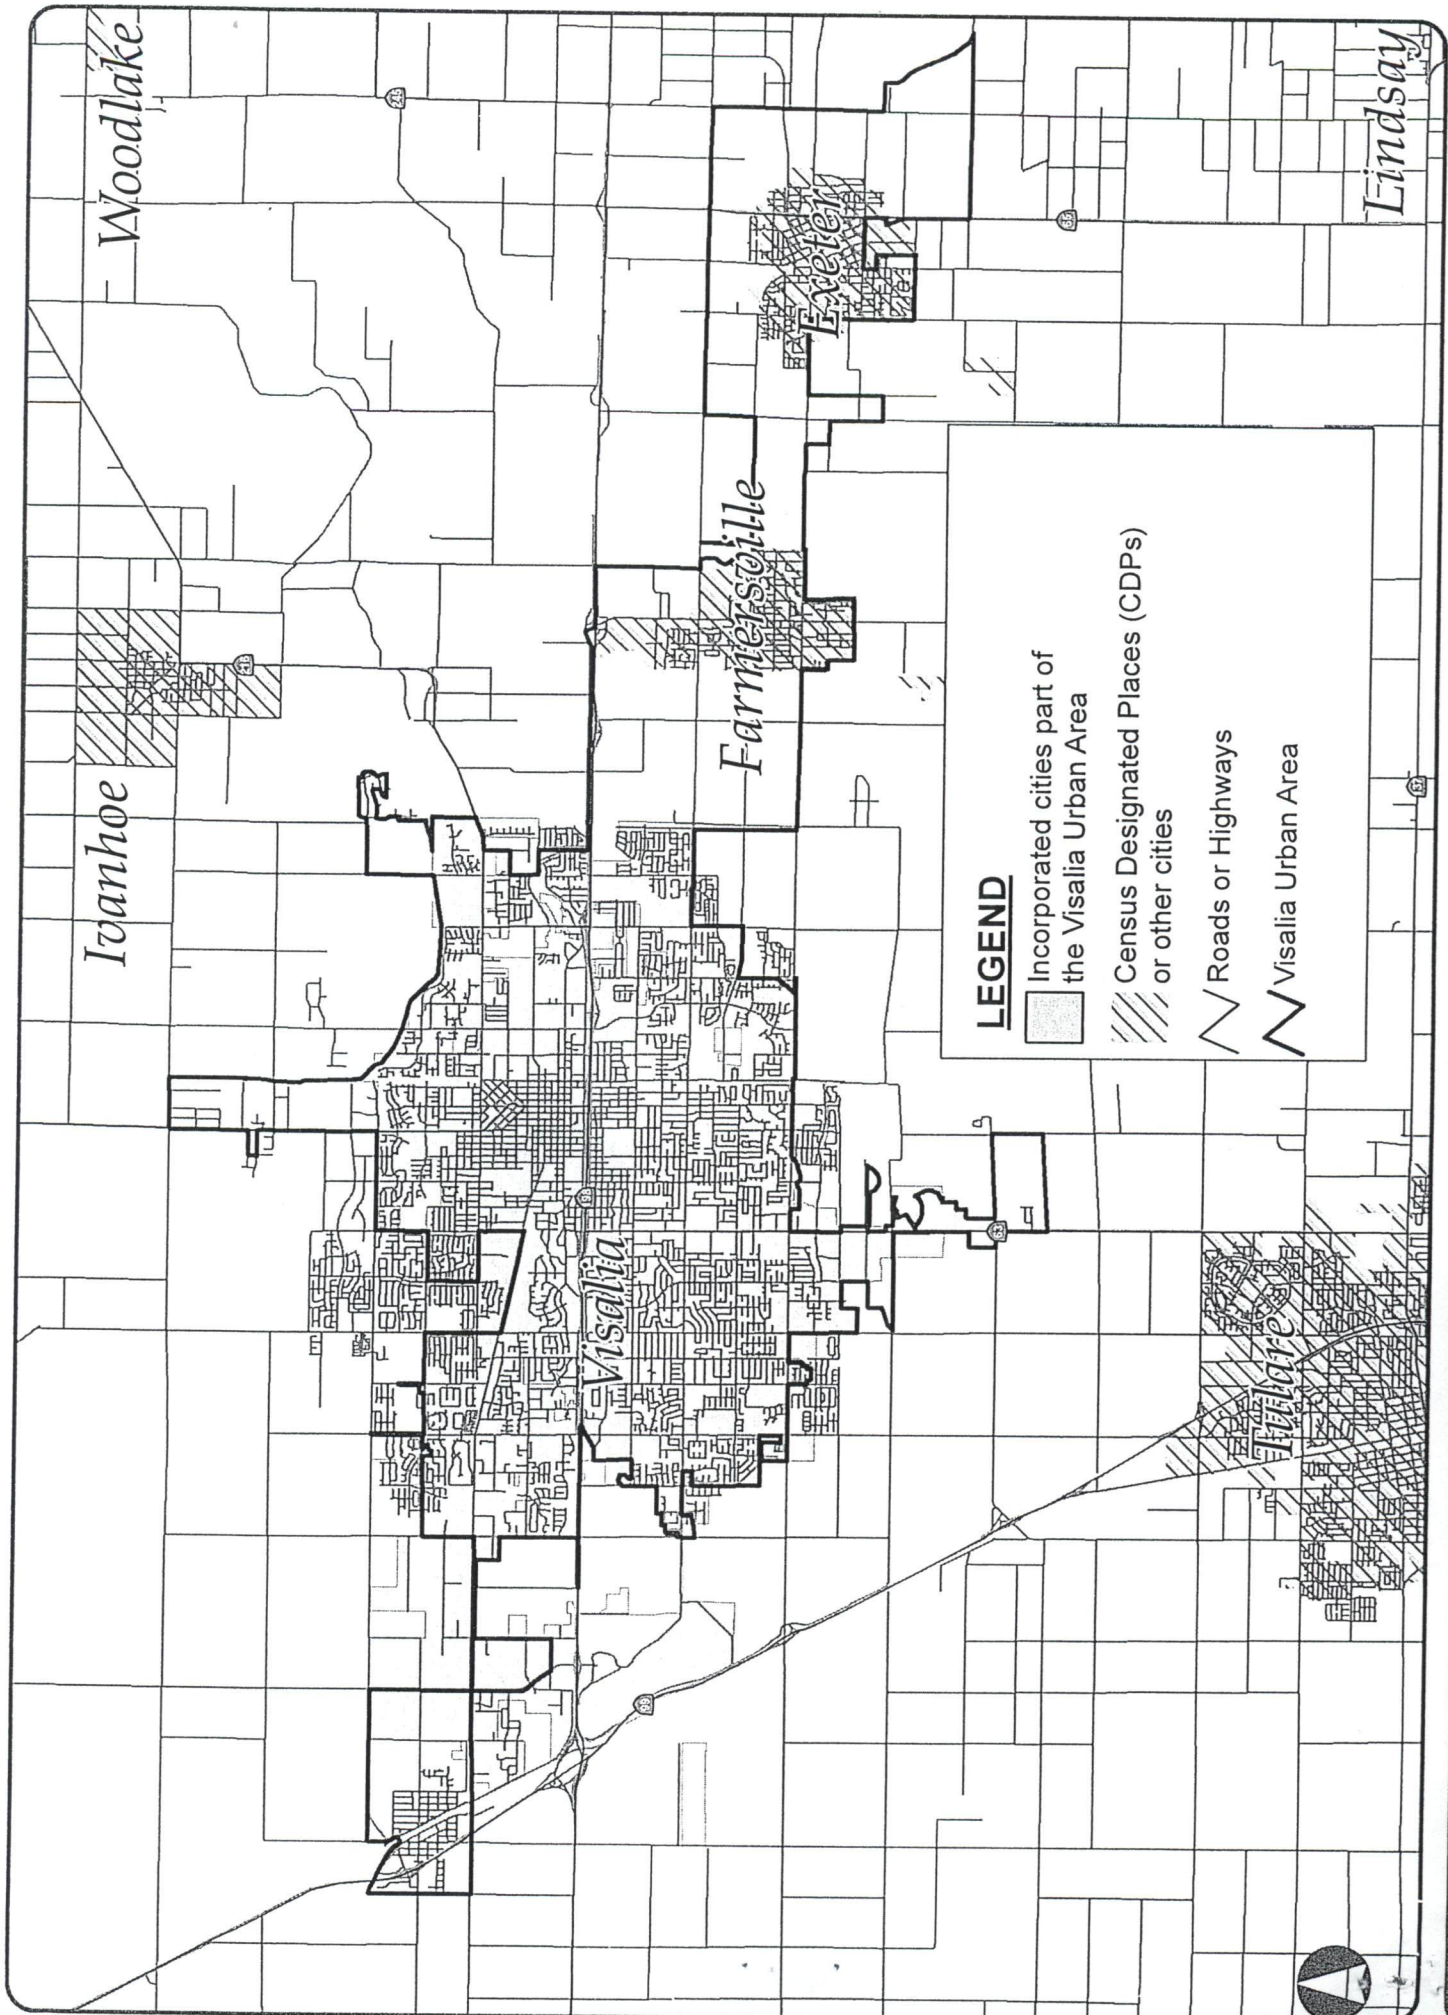 Woodlake
Ivanhoe
Exeter
Farmersville
Visalia
Lindsay
Tulare
LEGEND
Incorporated cities part of
the Visalia Urban Area
Census Designated Places (CDPs)
or other cities
Roads or Highways
Visalia Urban Area